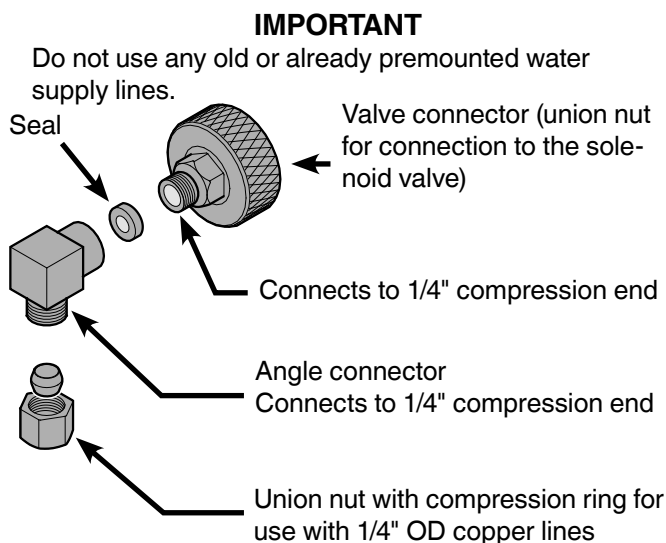 IMPORTANT
Do not use any old or already premounted water
supply lines.
Seal
Valve connector (union nut
for connection to the sole-
noid valve)
Connects to 1/4" compression end
Angle connector
Connects to 1/4" compression end
Union nut with compression ring for
use with 1/4" OD copper lines